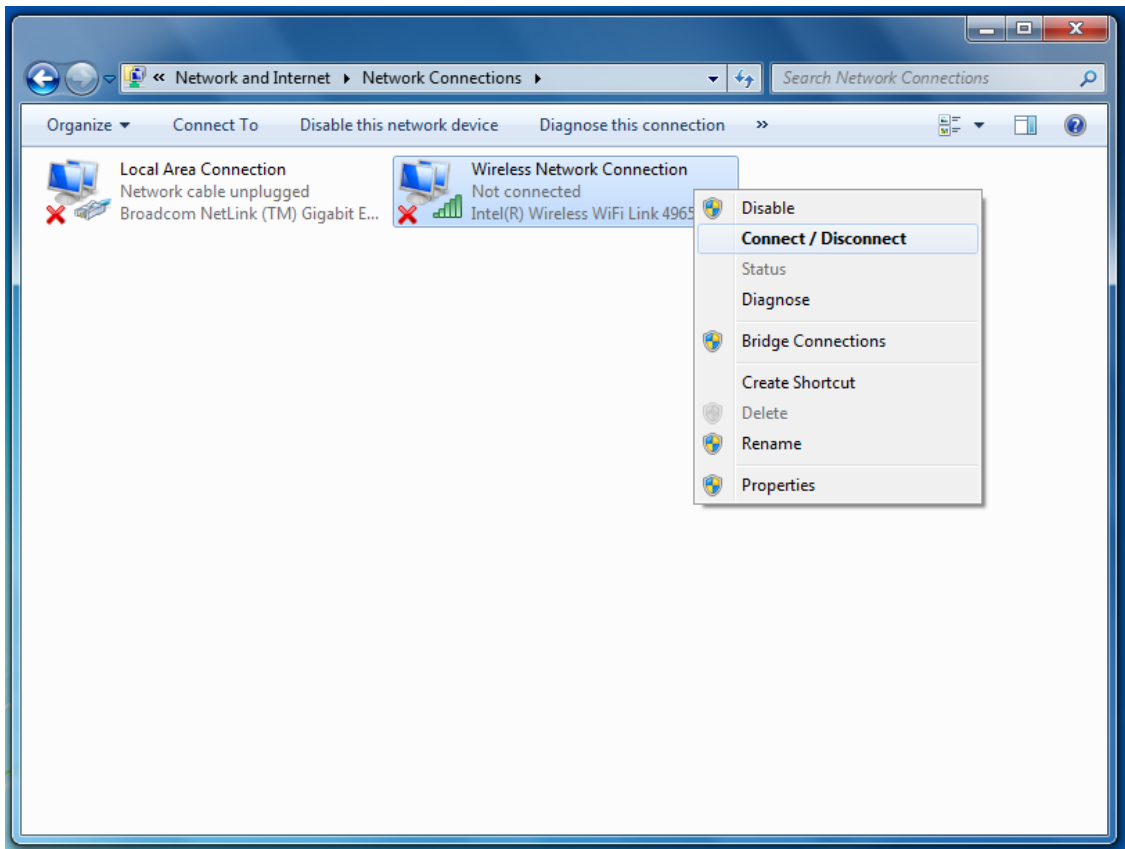 « Network and Internet ▸ Network Connections ▸
Search Network Connections
Organize ▾ Connect To Disable this network device Diagnose this connection »
Local Area Connection
Network cable unplugged
Broadcom NetLink (TM) Gigabit E...
Wireless Network Connection
Not connected
Intel(R) Wireless WiFi Link 4965
Disable
Connect / Disconnect
Status
Diagnose
Bridge Connections
Create Shortcut
Delete
Rename
Properties